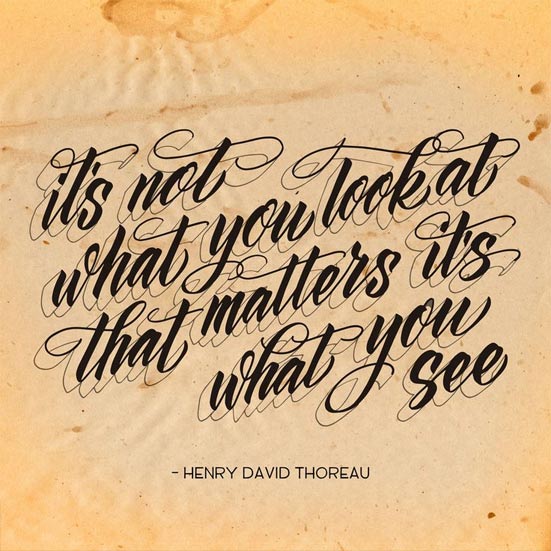 it's not look at
what you it's
that matters you
what see
- HENRY DAVID THOREAU